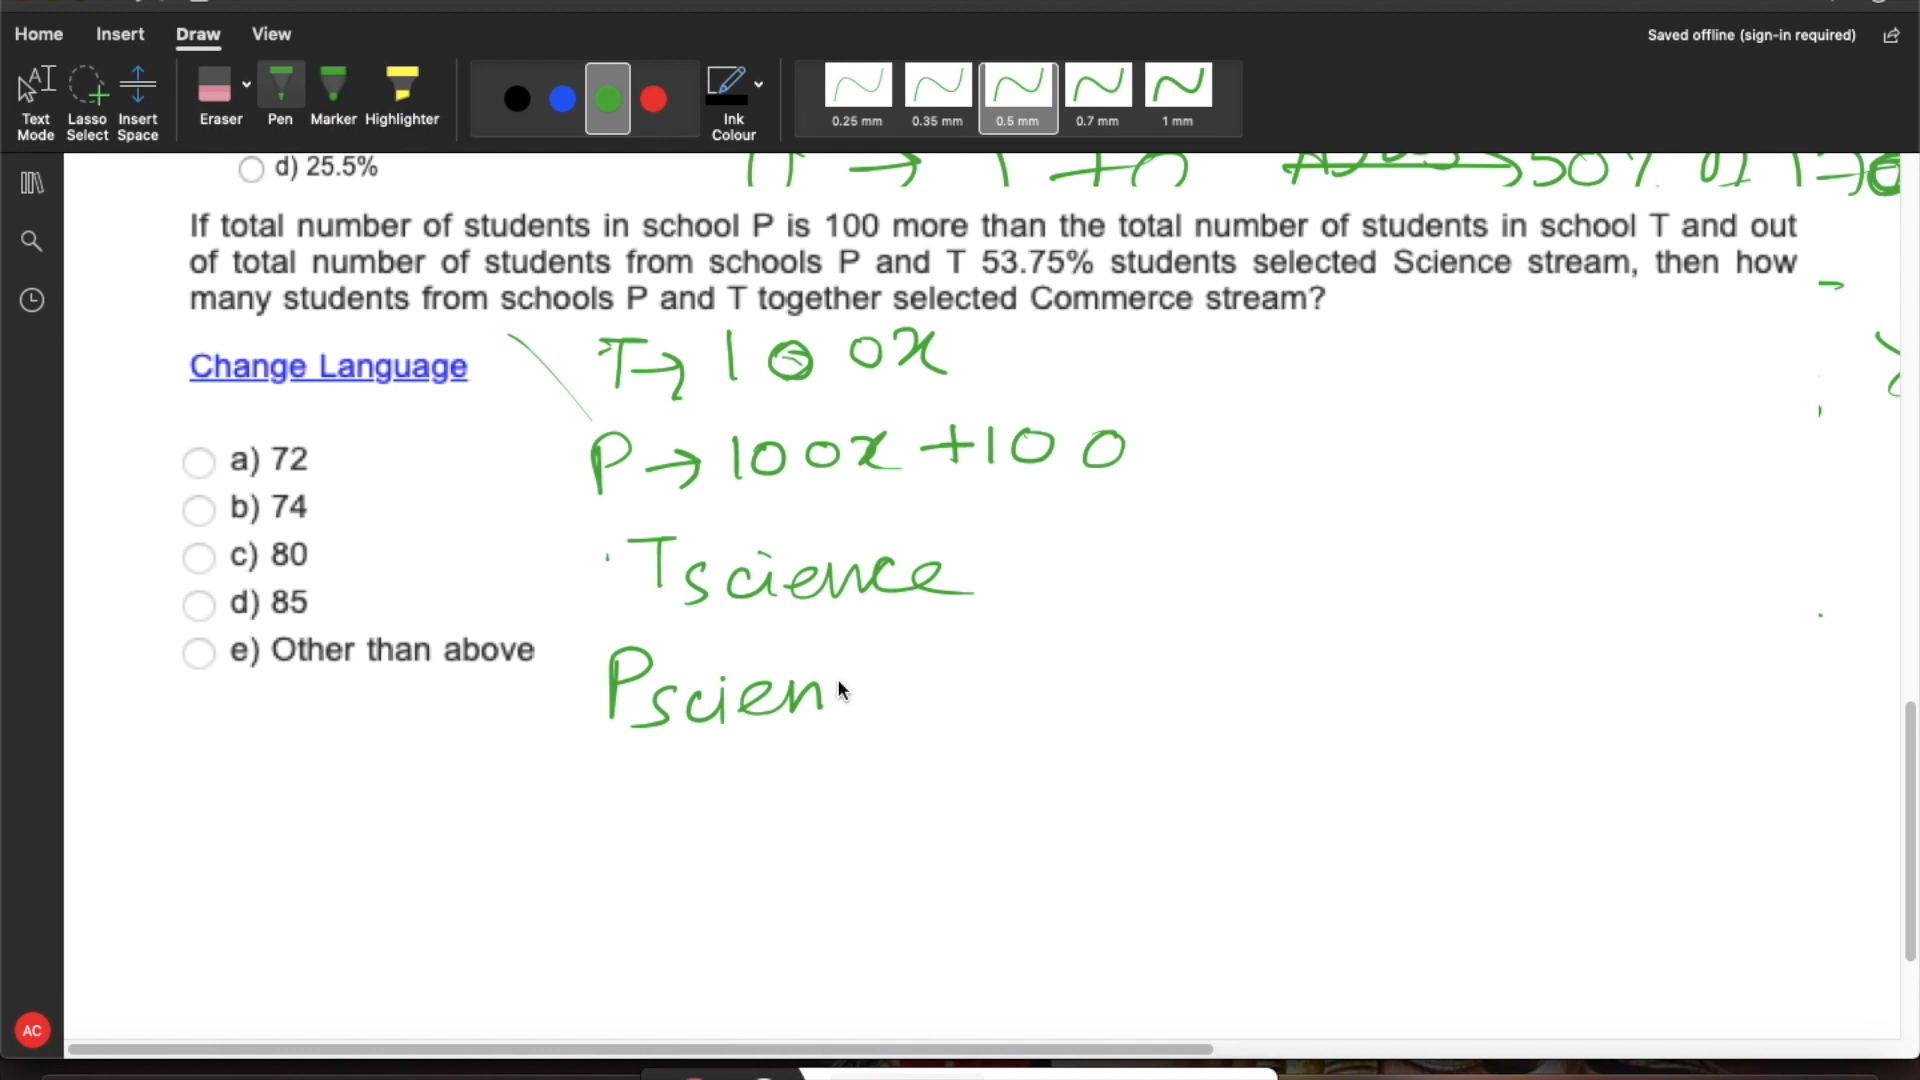 Home Insert Draw View
Saved offline (sign-in required)
Text Mode
Lasso Select
Insert Space
Eraser
Pen
Marker
Highlighter
Ink Colour
0.25 mm
0.35 mm
0.5 mm
0.7 mm
1 mm
d) 25.5%
If total number of students in school P is 100 more than the total number of students in school T and out
of total number of students from schools P and T 53.75% students selected Science stream, then how
many students from schools P and T together selected Commerce stream?
Change Language
T→ 100x
P → 100x + 100
T science
P scien
a) 72
b) 74
c) 80
d) 85
e) Other than above
AC